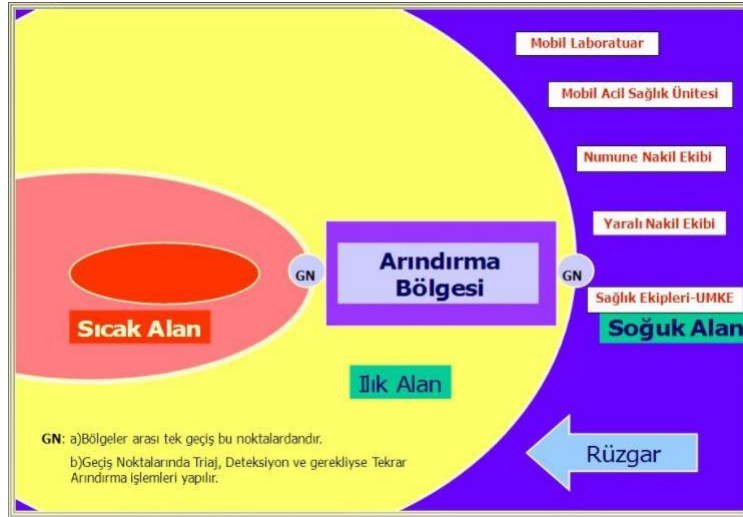 Mobil Laboratuar
Mobil Acil Sağlık Ünitesi
Numune Nakil Ekibi
Yaralı Nakil Ekibi
GN
Arındırma
Bölgesi
GN
Sağlık Ekipleri-UMKE
Sıcak Alan
Soğuk Alan
Ilık Alan
GN: a)Bölgeler arası tek geçiş bu noktalardandır.
b)Geçiş Noktalarında Triaj, Deteksiyon ve gerekliyse Tekrar
Arındırma işlemleri yapılır.
Rüzgar